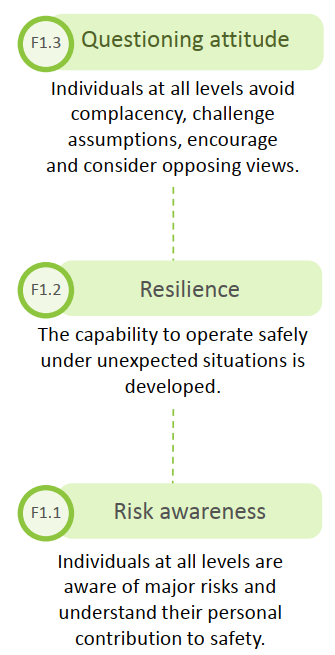 F1.3 Questioning attitude
Individuals at all levels avoid
complacency, challenge
assumptions, encourage
and consider opposing views.
F1.2 Resilience
The capability to operate safely
under unexpected situations is
developed.
F1.1 Risk awareness
Individuals at all levels are
aware of major risks and
understand their personal
contribution to safety.